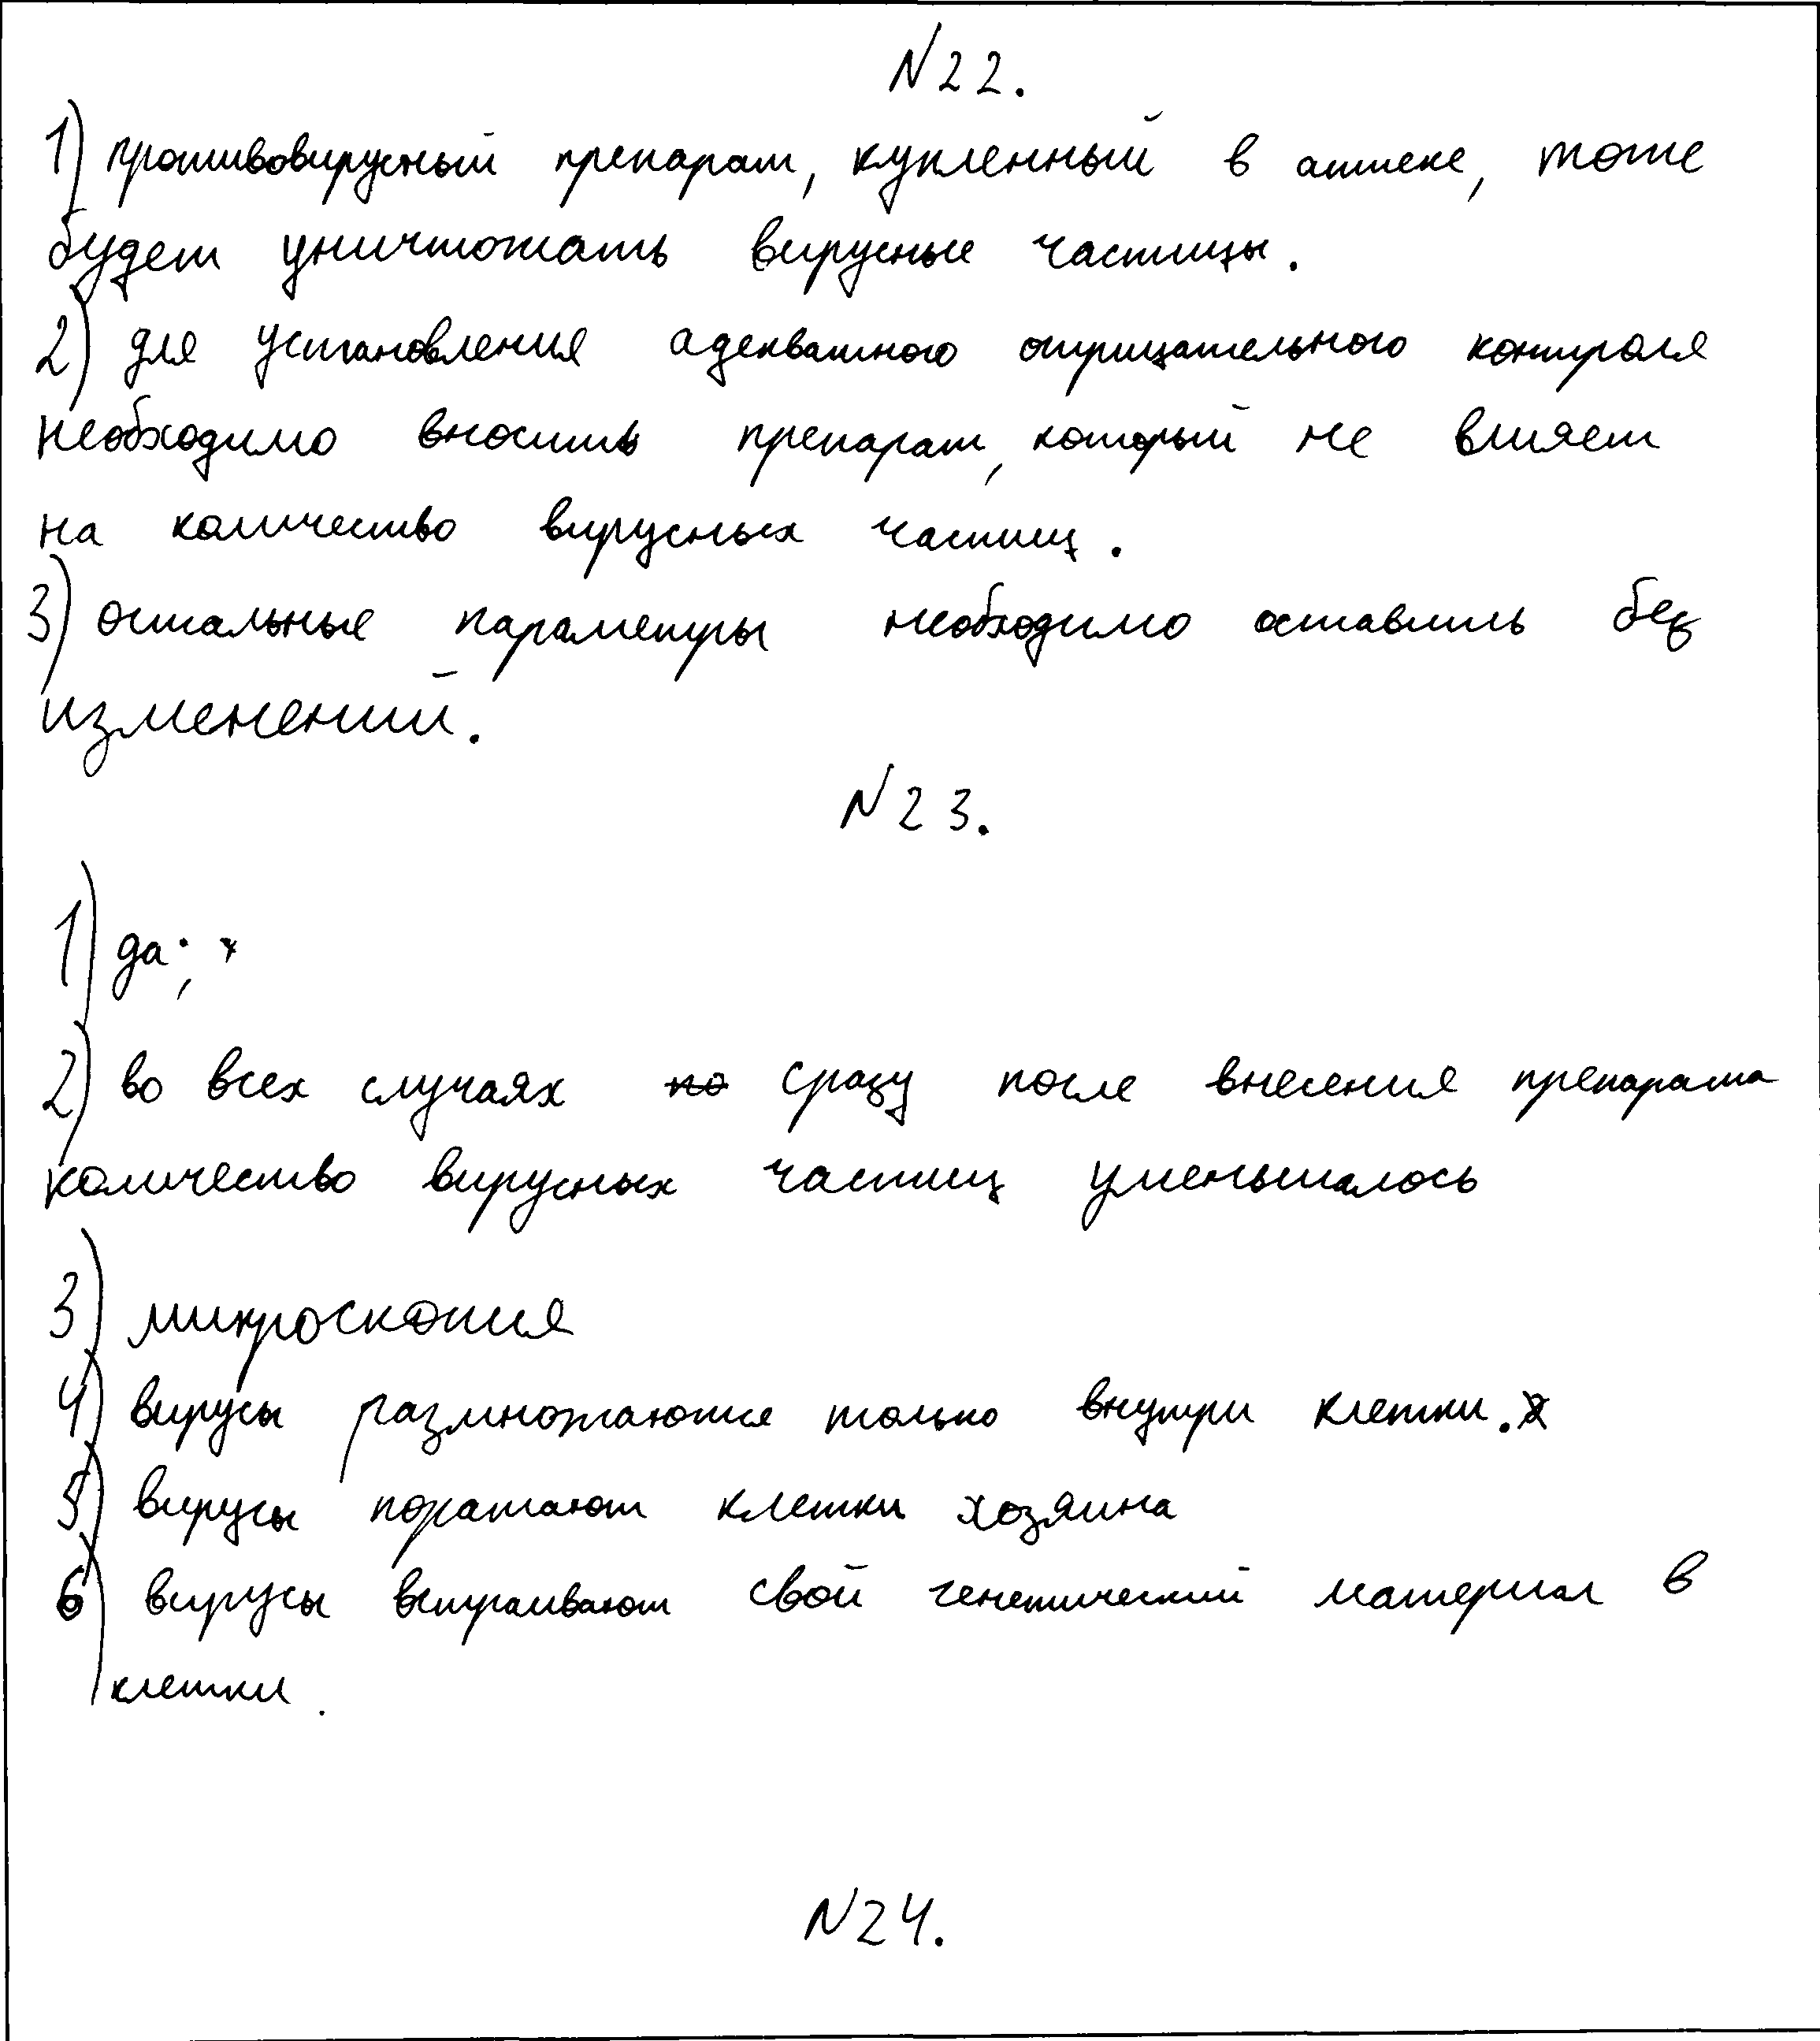 N22.
1) противовирусный препарат, купленный в аптеке, тоже
будет уничтожать вирусные частицы.
2) для установления адекватного отрицательного контроля
необходимо вносить препарат, который не влияет
на количество вирусных частиц.
3) остальные параметры необходимо оставить без
изменений.
N23.
1) да;
2) во всех случаях сразу после внесения препарата
количество вирусных частиц уменьшалось
3) микроскопия
4) вирусы размножаются только внутри клетки.
5) вирусы поражают клетки хозяина
6) вирусы встраивают свой генетический материал в
клетки.
N24.